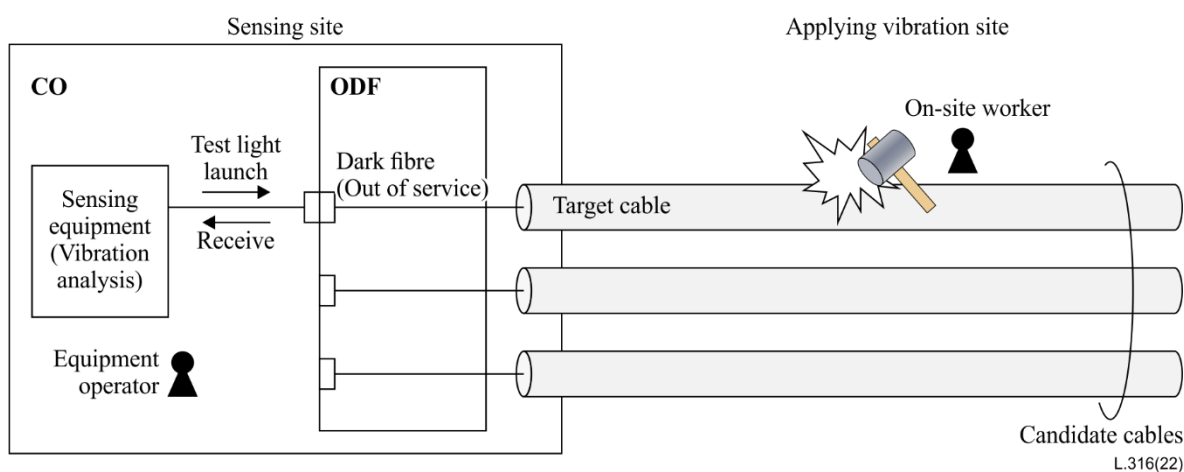 Sensing site
Applying vibration site
CO
ODF
On-site worker
Test light
launch
Dark fibre
(Out of service)
Sensing
equipment
(Vibration
analysis)
Target cable
Receive
Equipment
operator
Candidate cables
L.316(22)